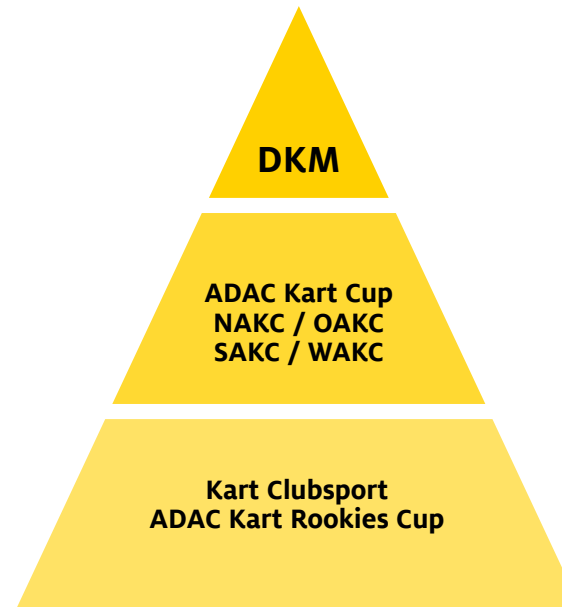 DKM
ADAC Kart Cup
NAKC / OAKC
SAKC / WAKC
Kart Clubsport
ADAC Kart Rookies Cup